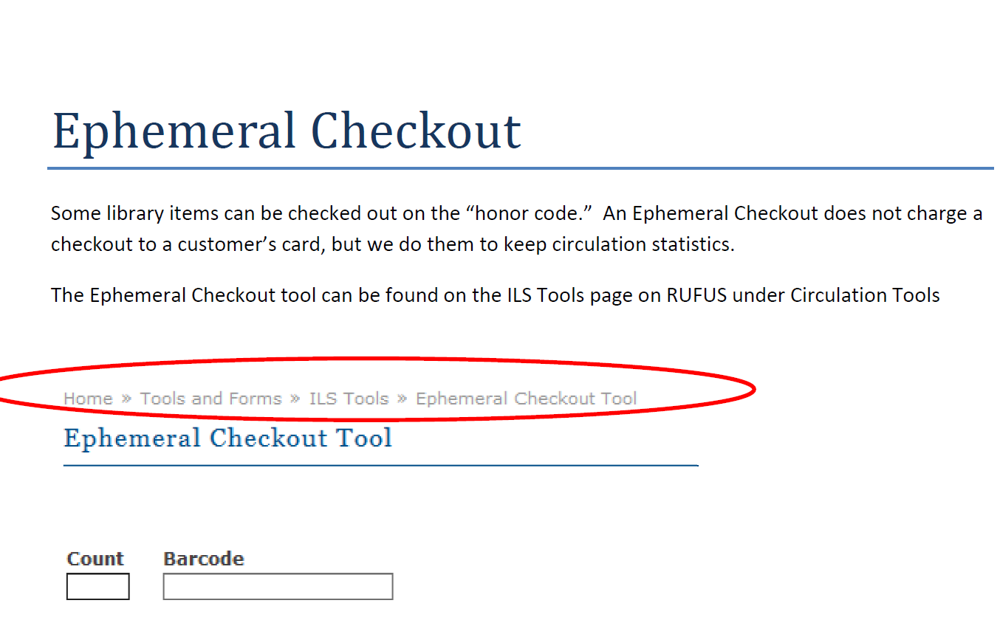 Ephemeral Checkout
Some library items can be checked out on the “honor code.”  An Ephemeral Checkout does not charge a
checkout to a customer’s card, but we do them to keep circulation statistics.
The Ephemeral Checkout tool can be found on the ILS Tools page on RUFUS under Circulation Tools
Home » Tools and Forms » ILS Tools » Ephemeral Checkout Tool
Ephemeral Checkout Tool
Count Barcode